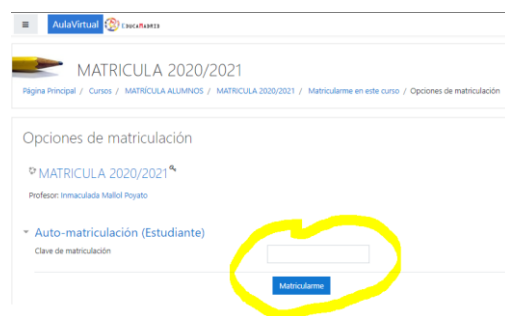 AulaVirtual EDUCAMADRID
MATRICULA 2020/2021
Página Principal / Cursos / MATRÍCULA ALUMNOS / MATRICULA 2020/2021 / Matricularme en este curso / Opciones de matriculación
Opciones de matriculación
MATRICULA 2020/2021
Profesor: Inmaculada Mallol Poyato
Auto-matriculación (Estudiante)
Clave de matriculación
Matricularme